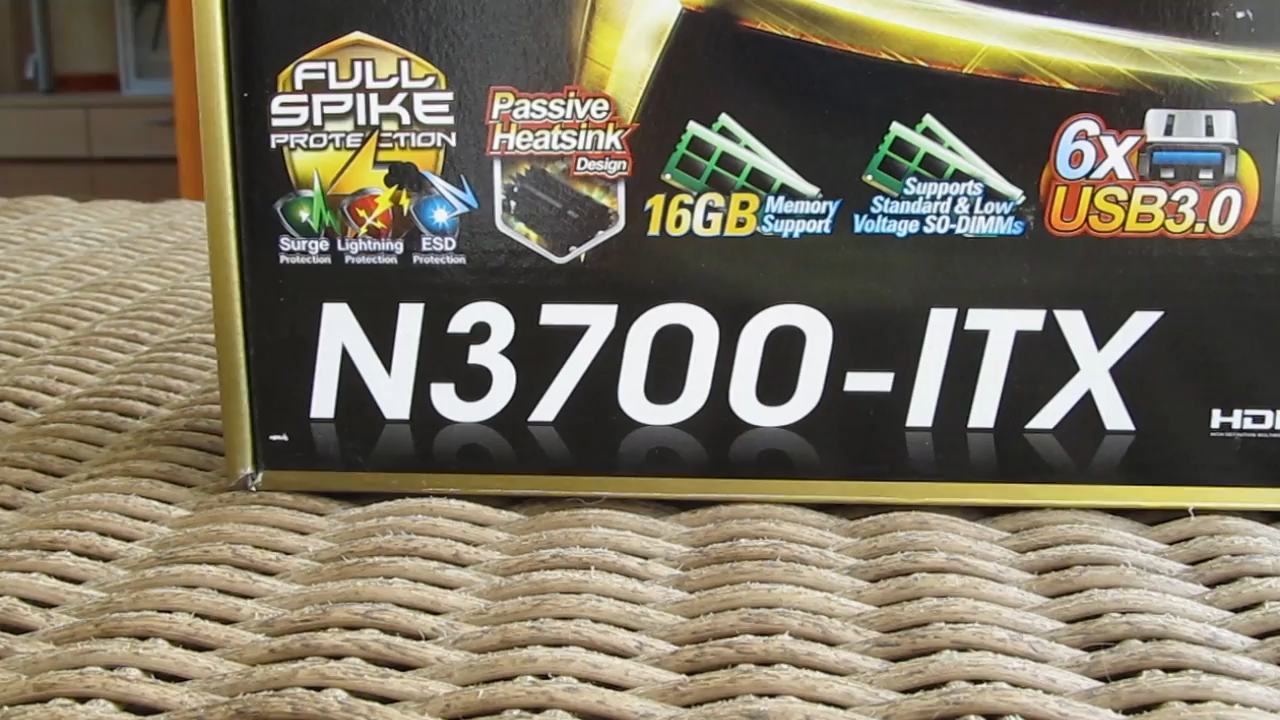 FULL
SPIKE
PROTECTION
Surge
Protection
Lightning
Protection
ESD
Protection
Passive
Heatsink
Design
16GB Memory
Support
Supports
Standard & Low
Voltage SO-DIMMs
6x
USB3.0
N3700-ITX